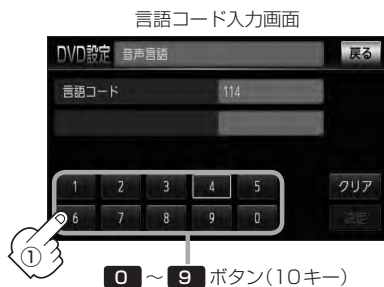 言語コード入力画面
DVD設定 音声言語 戻る
言語コード 114
1 2 3 4 5 クリア
6 7 8 9 0 設定
①
0 ～ 9 ボタン(10キー)